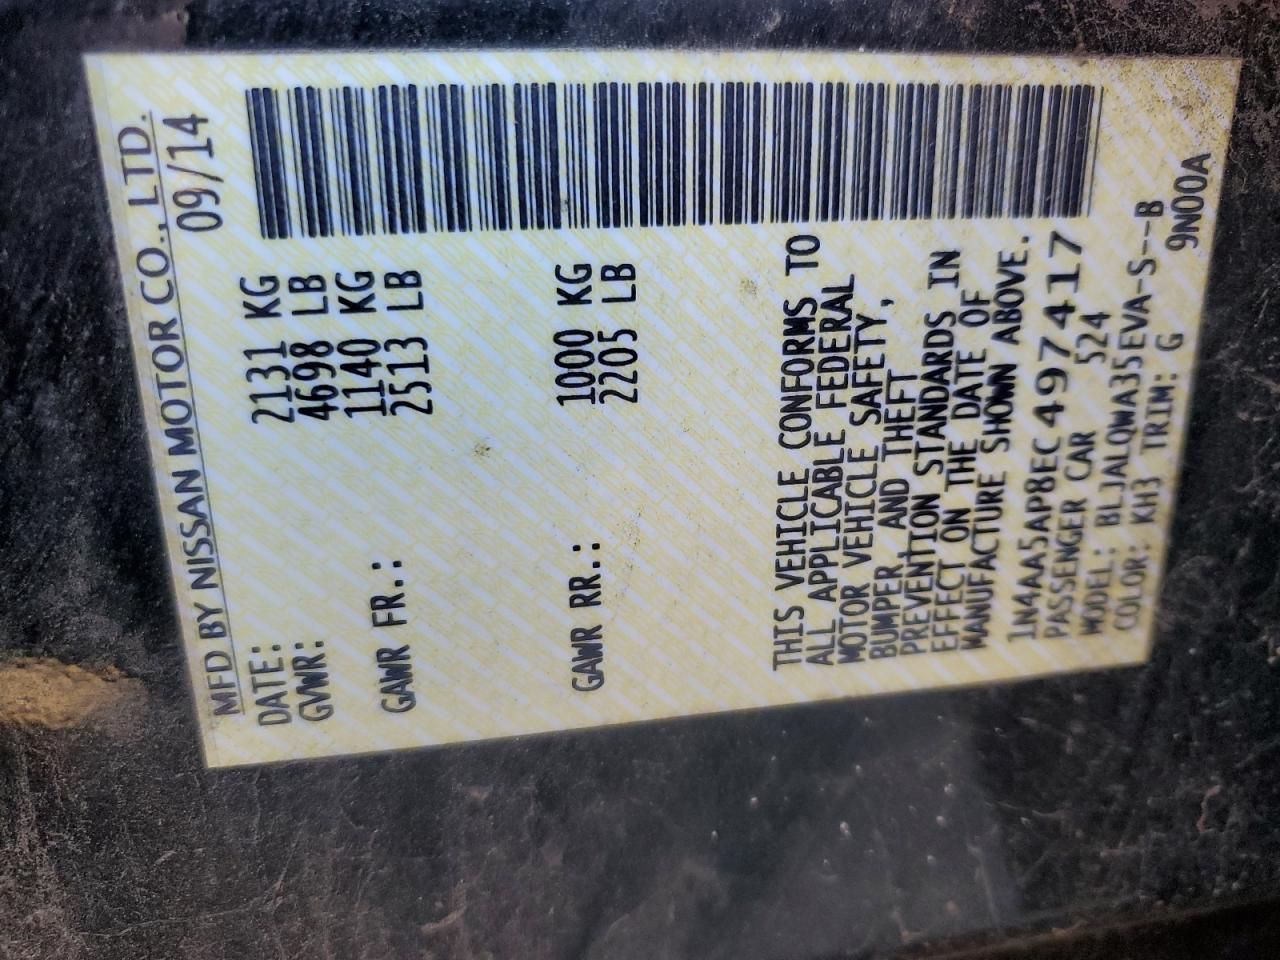 MFD BY NISSAN MOTOR CO., LTD.
DATE: 09/14
GVWR: 2131 KG
4698 LB
GAWR FR.: 1140 KG
2513 LB
GAWR RR.: 1000 KG
2205 LB
THIS VEHICLE CONFORMS TO
ALL APPLICABLE FEDERAL
MOTOR VEHICLE SAFETY,
BUMPER AND THEFT
PREVENTION STANDARDS IN
EFFECT ON THE DATE OF
MANUFACTURE SHOWN ABOVE.
1N4AA5AP8EC497417
PASSENGER CAR 524
MODEL: BLJALQWA35EVA-S--B
COLOR: KH3 TRIM: G 9N00A